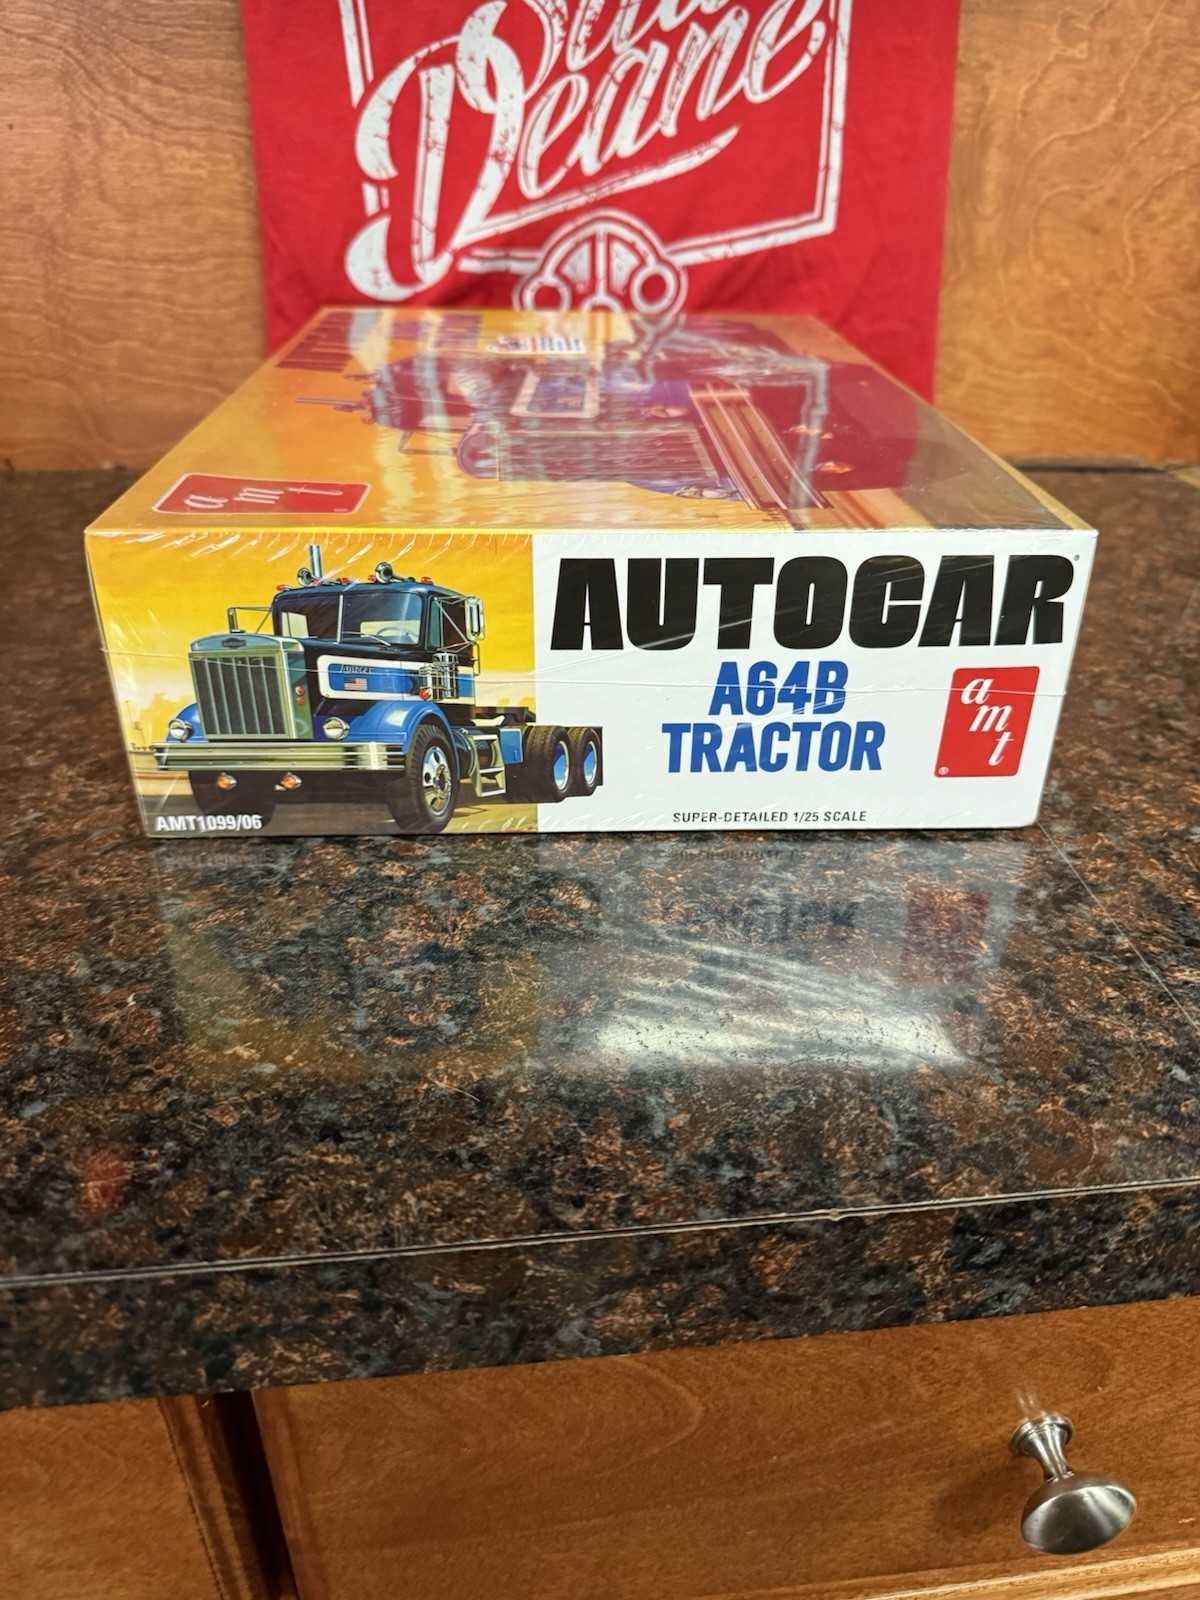 Deane
amt
AUTOCAR®
A64B
TRACTOR
amt®
AMT1099/06
SUPER-DETAILED 1/25 SCALE